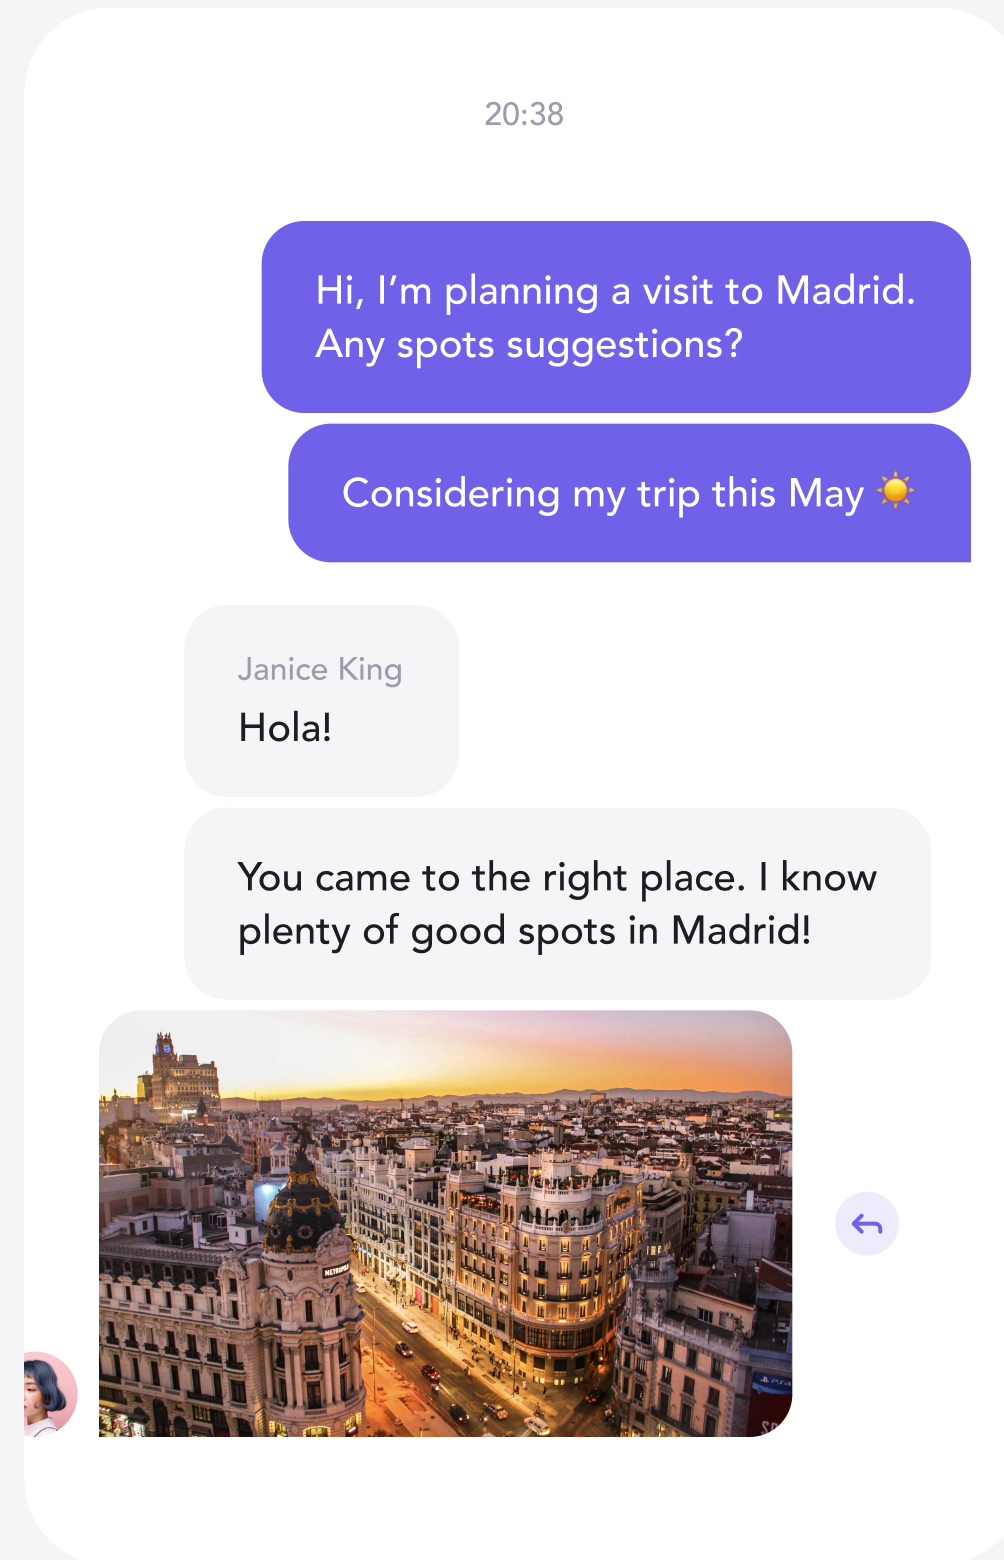 20:38
Hi, I’m planning a visit to Madrid.
Any spots suggestions?
Considering my trip this May ☀️
Janice King
Hola!
You came to the right place. I know
plenty of good spots in Madrid!
METROPOLIS
PS4